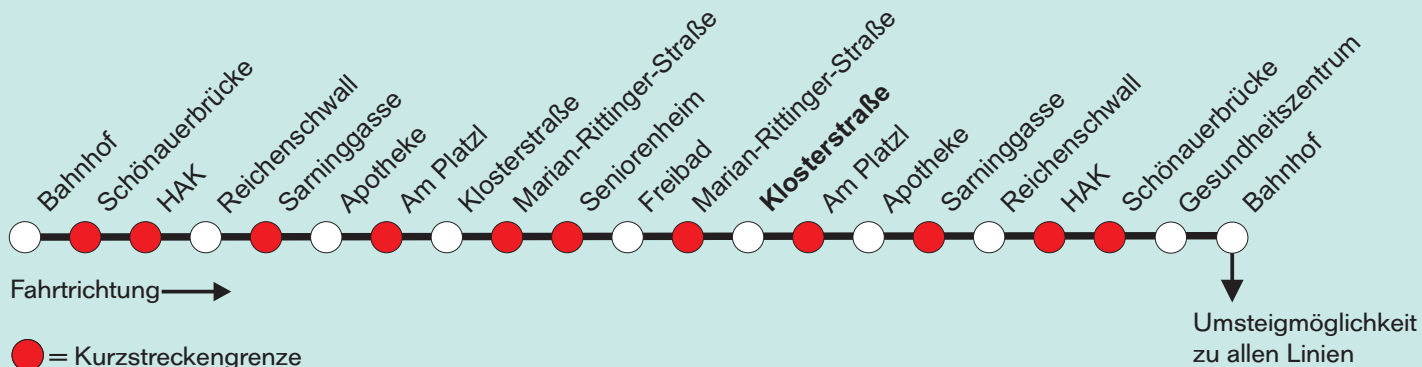 Bahnhof
Schönauerbrücke
HAK
Reichenschwall
Sarninggasse
Apotheke
Am Platzl
Klosterstraße
Marian-Rittinger-Straße
Seniorenheim
Freibad
Marian-Rittinger-Straße
Klosterstraße
Am Platzl
Apotheke
Sarninggasse
Reichenschwall
HAK
Schönauerbrücke
Gesundheitszentrum
Bahnhof
Fahrtrichtung
= Kurzstreckengrenze
Umsteigmöglichkeit
zu allen Linien